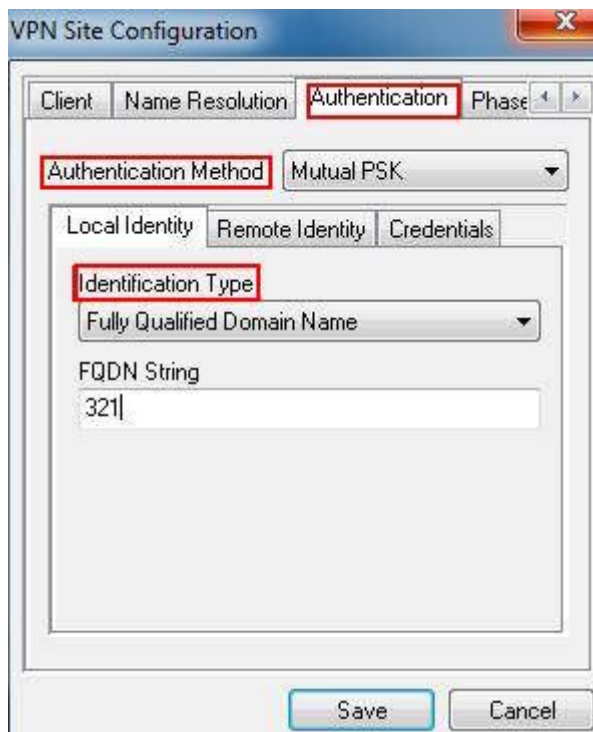 VPN Site Configuration
Client Name Resolution Authentication Phase
Authentication Method Mutual PSK
Local Identity Remote Identity Credentials
Identification Type
Fully Qualified Domain Name
FQDN String
321
Save Cancel